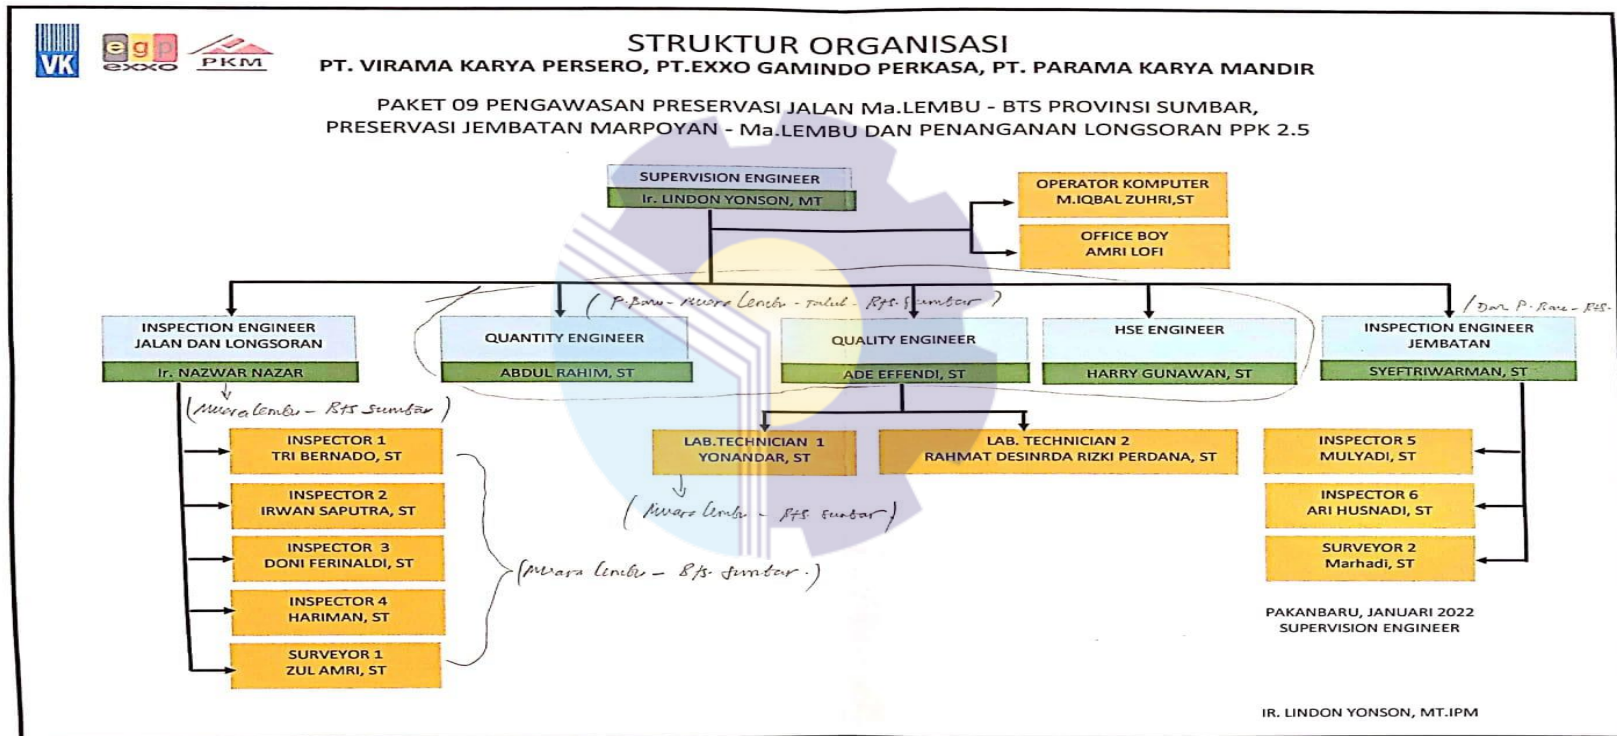 VK
egp
exxo
PKM
STRUKTUR ORGANISASI
PT. VIRAMA KARYA PERSERO, PT.EXXO GAMINDO PERKASA, PT. PARAMA KARYA MANDIR
PAKET 09 PENGAWASAN PRESERVASI JALAN Ma.LEMBU - BTS PROVINSI SUMBAR,
PRESERVASI JEMBATAN MARPOYAN - Ma.LEMBU DAN PENANGANAN LONGSORAN PPK 2.5
SUPERVISION ENGINEER
Ir. LINDON YONSON, MT
OPERATOR KOMPUTER
M.IQBAL ZUHRI,ST
OFFICE BOY
AMRI LOFI
(P.Baru - Muara Lembu - Taluk - Bts. Sumbar)
INSPECTION ENGINEER
JALAN DAN LONGSORAN
Ir. NAZWAR NAZAR
(Muara Lembu - Bts Sumbar)
QUANTITY ENGINEER
ABDUL RAHIM, ST
QUALITY ENGINEER
ADE EFFENDI, ST
HSE ENGINEER
HARRY GUNAWAN, ST
P. Baru - Bts.
INSPECTION ENGINEER
JEMBATAN
SYEFTRIWARMAN, ST
INSPECTOR 1
TRI BERNADO, ST
INSPECTOR 2
IRWAN SAPUTRA, ST
INSPECTOR 3
DONI FERINALDI, ST
INSPECTOR 4
HARIMAN, ST
SURVEYOR 1
ZUL AMRI, ST
(Muara Lembu - Bts. Sumbar.)
LAB.TECHNICIAN 1
YONANDAR, ST
(Muara Lembu - Bts. Sumbar)
LAB. TECHNICIAN 2
RAHMAT DESINRDA RIZKI PERDANA, ST
INSPECTOR 5
MULYADI, ST
INSPECTOR 6
ARI HUSNADI, ST
SURVEYOR 2
Marhadi, ST
PAKANBARU, JANUARI 2022
SUPERVISION ENGINEER
IR. LINDON YONSON, MT.IPM